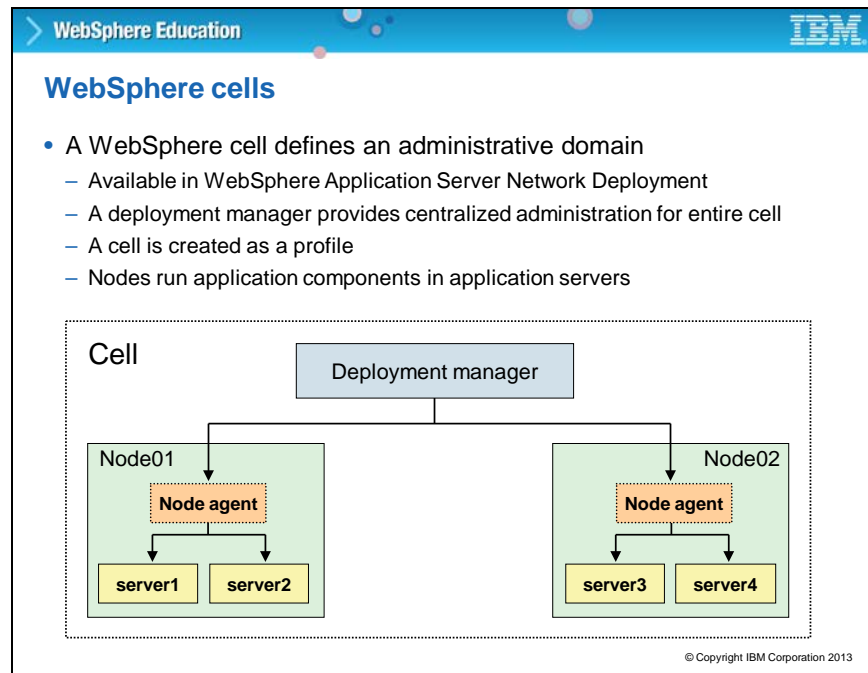 WebSphere Education
IBM
WebSphere cells
• A WebSphere cell defines an administrative domain
– Available in WebSphere Application Server Network Deployment
– A deployment manager provides centralized administration for entire cell
– A cell is created as a profile
– Nodes run application components in application servers
Cell
Deployment manager
Node01
Node02
Node agent
Node agent
server1
server2
server3
server4
© Copyright IBM Corporation 2013